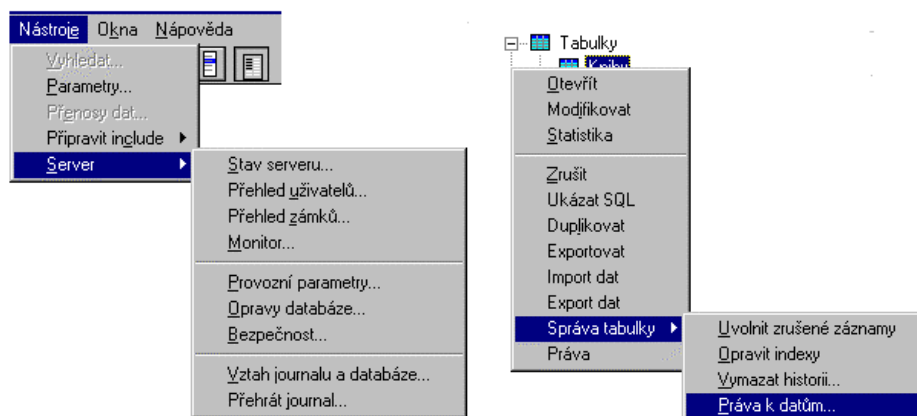 Nástroje Okna Nápověda
Vyhledat...
Parametry...
Přenosy dat...
Připravit include
Server
Stav serveru...
Přehled uživatelů...
Přehled zámků...
Monitor...
Provozní parametry...
Opravy databáze...
Bezpečnost...
Vztah journalu a databáze...
Přehrát journal...
Tabulky
Knihy
Otevřít
Modifikovat
Statistika
Zrušit
Ukázat SQL
Duplikovat
Exportovat
Import dat
Export dat
Správa tabulky
Práva
Uvolnit zrušené záznamy
Opravit indexy
Vymazat historii...
Práva k datům...